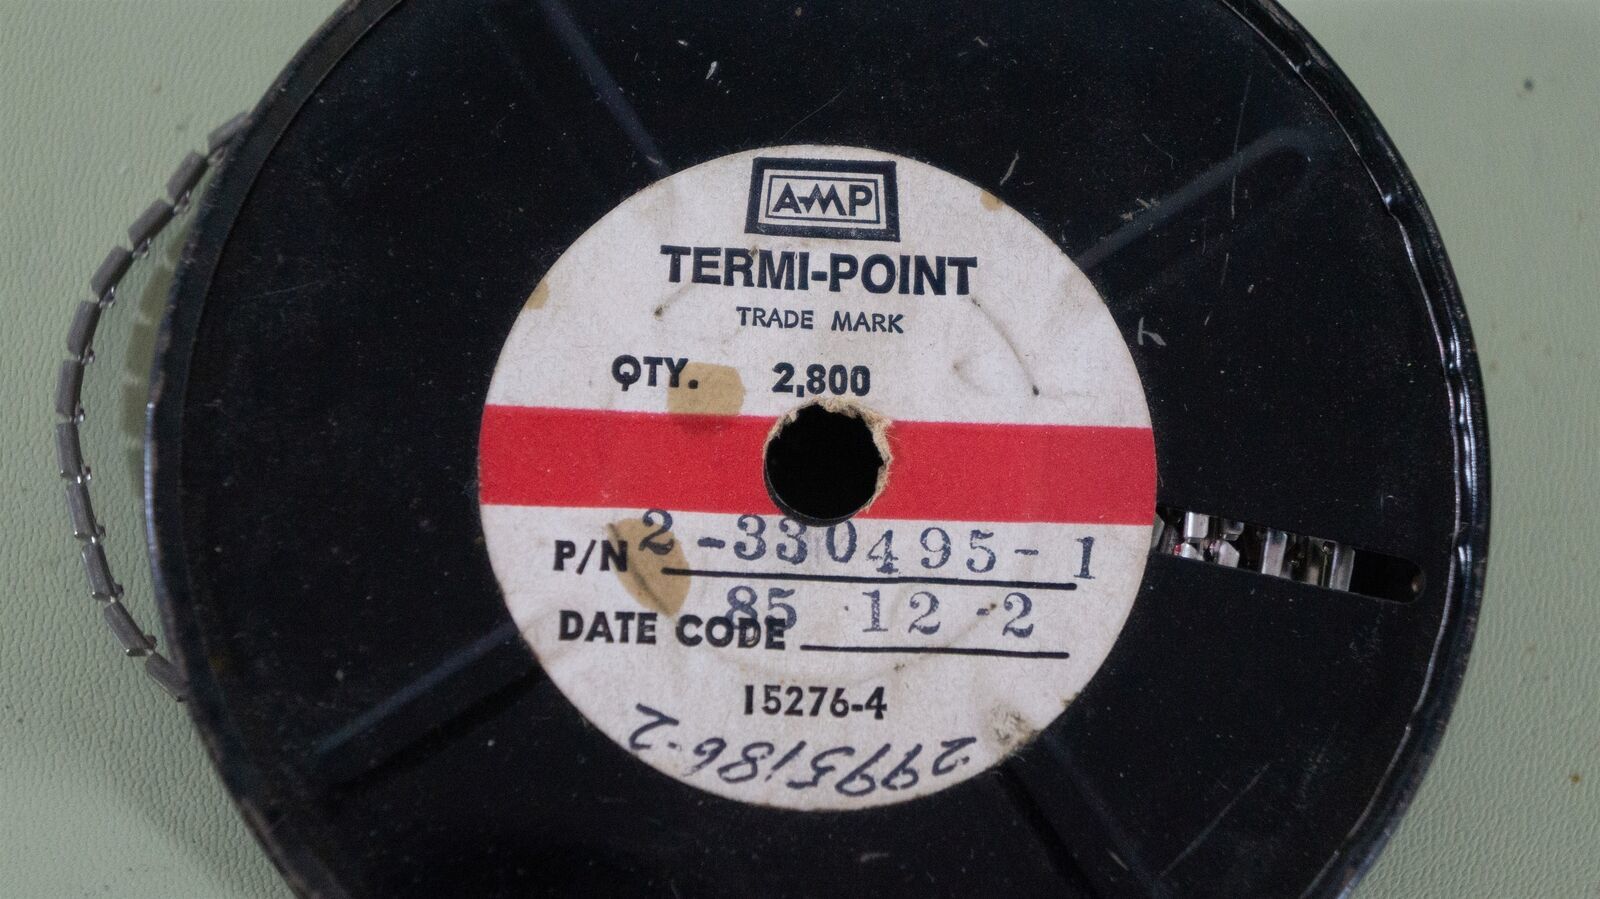 AMP
TERMI-POINT
TRADE MARK
QTY. 2,800
P/N 2-330495-1
DATE CODE 85 12-2
15276-4
2995186-2